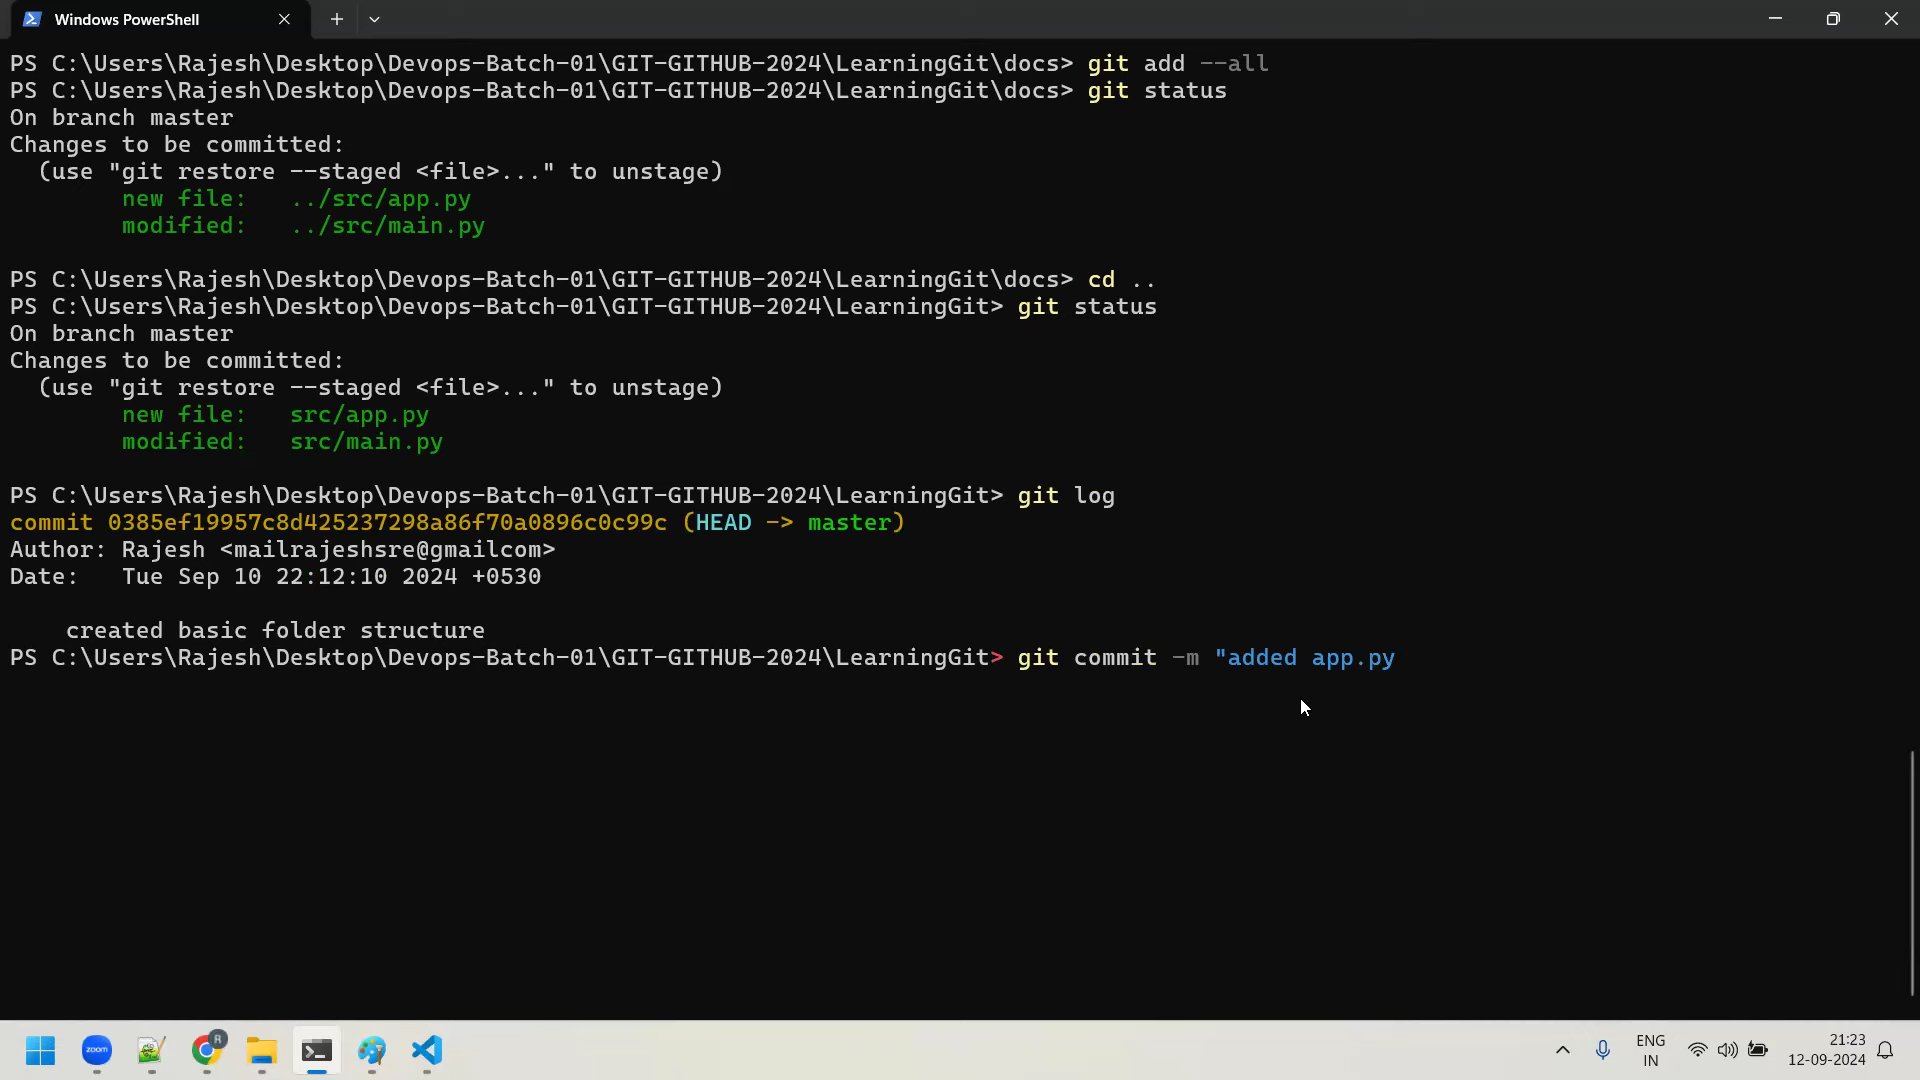 Windows PowerShell
PS C:\Users\Rajesh\Desktop\Devops-Batch-01\GIT-GITHUB-2024\LearningGit\docs> git add --all
PS C:\Users\Rajesh\Desktop\Devops-Batch-01\GIT-GITHUB-2024\LearningGit\docs> git status
On branch master
Changes to be committed:
  (use "git restore --staged <file>..." to unstage)
        new file:   ../src/app.py
        modified:   ../src/main.py
PS C:\Users\Rajesh\Desktop\Devops-Batch-01\GIT-GITHUB-2024\LearningGit\docs> cd ..
PS C:\Users\Rajesh\Desktop\Devops-Batch-01\GIT-GITHUB-2024\LearningGit> git status
On branch master
Changes to be committed:
  (use "git restore --staged <file>..." to unstage)
        new file:   src/app.py
        modified:   src/main.py
PS C:\Users\Rajesh\Desktop\Devops-Batch-01\GIT-GITHUB-2024\LearningGit> git log
commit 0385ef19957c8d425237298a86f70a0896c0c99c (HEAD -> master)
Author: Rajesh <mailrajeshsre@gmailcom>
Date:   Tue Sep 10 22:12:10 2024 +0530
    created basic folder structure
PS C:\Users\Rajesh\Desktop\Devops-Batch-01\GIT-GITHUB-2024\LearningGit> git commit -m "added app.py
zoom
R
ENG
IN
21:23
12-09-2024